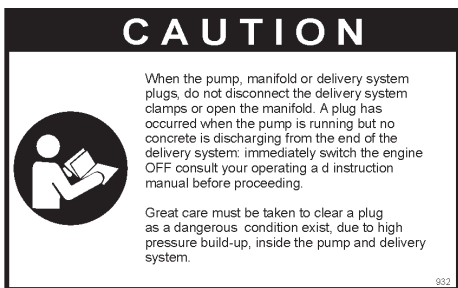 CAUTION
When the pump, manifold or delivery system
plugs, do not disconnect the delivery system
clamps or open the manifold. A plug has
occurred when the pump is running but no
concrete is discharging from the end of the
delivery system: immediately switch the engine
OFF consult your operating a d instruction
manual before proceeding.
Great care must be taken to clear a plug
as a dangerous condition exist, due to high
pressure build-up, inside the pump and delivery
system.
932